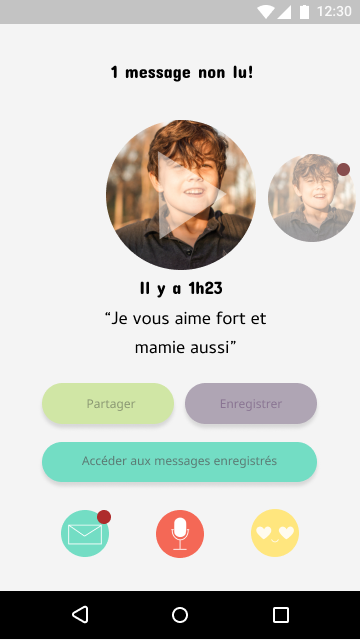 12:30
1 message non lu!
Il y a 1h23
“Je vous aime fort et
mamie aussi”
Partager
Enregistrer
Accéder aux messages enregistrés